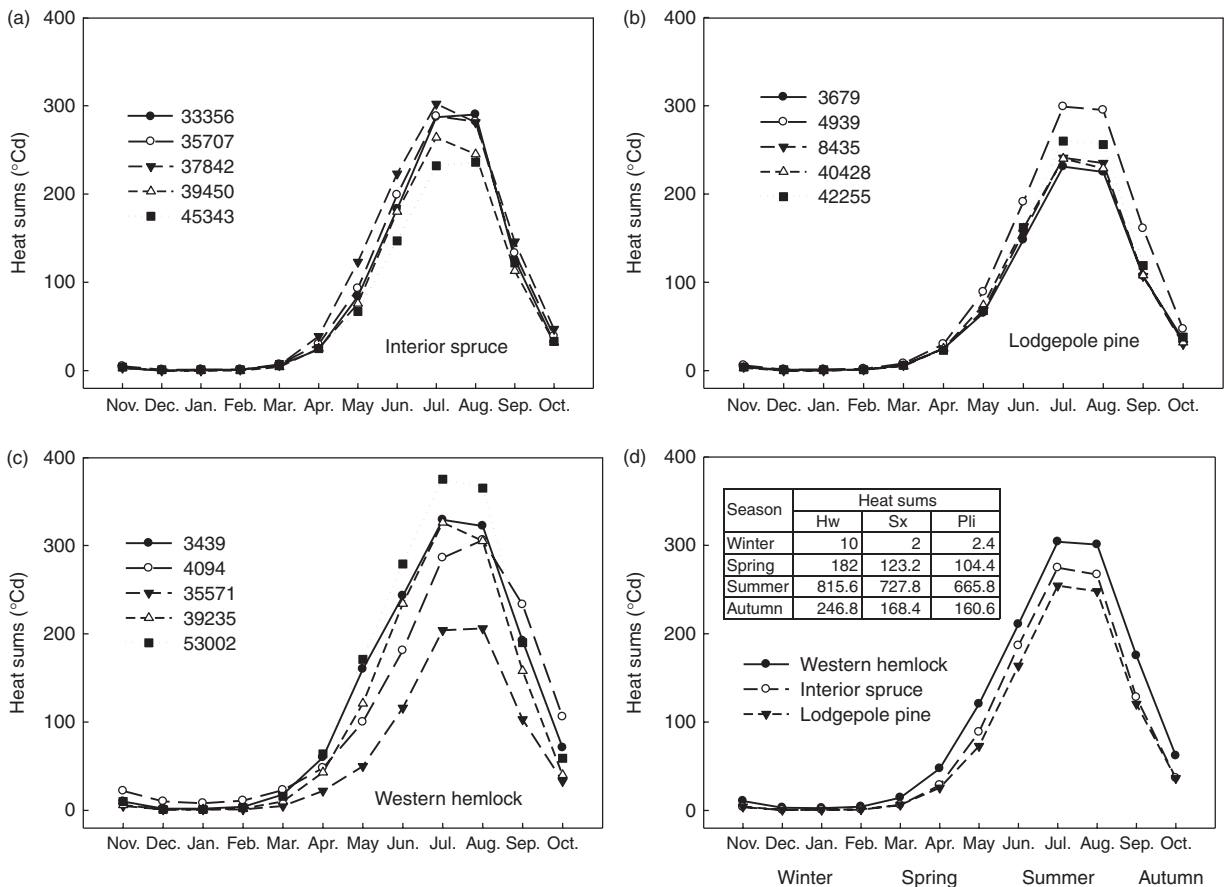 (a)
400
300
200
100
0
Heat sums (°Cd)
33356
35707
37842
39450
45343
Interior spruce
Nov. Dec. Jan. Feb. Mar. Apr. May Jun. Jul. Aug. Sep. Oct.
(b)
400
300
200
100
0
Heat sums (°Cd)
3679
4939
8435
40428
42255
Lodgepole pine
Nov. Dec. Jan. Feb. Mar. Apr. May Jun. Jul. Aug. Sep. Oct.
(c)
400
300
200
100
0
Heat sums (°Cd)
3439
4094
35571
39235
53002
Western hemlock
Nov. Dec. Jan. Feb. Mar. Apr. May Jun. Jul. Aug. Sep. Oct.
(d)
400
300
200
100
0
Heat sums (°Cd)
Season Heat sums
Hw Sx Pli
Winter 10 2 2.4
Spring 182 123.2 104.4
Summer 815.6 727.8 665.8
Autumn 246.8 168.4 160.6
Western hemlock
Interior spruce
Lodgepole pine
Nov. Dec. Jan. Feb. Mar. Apr. May Jun. Jul. Aug. Sep. Oct.
Winter Spring Summer Autumn